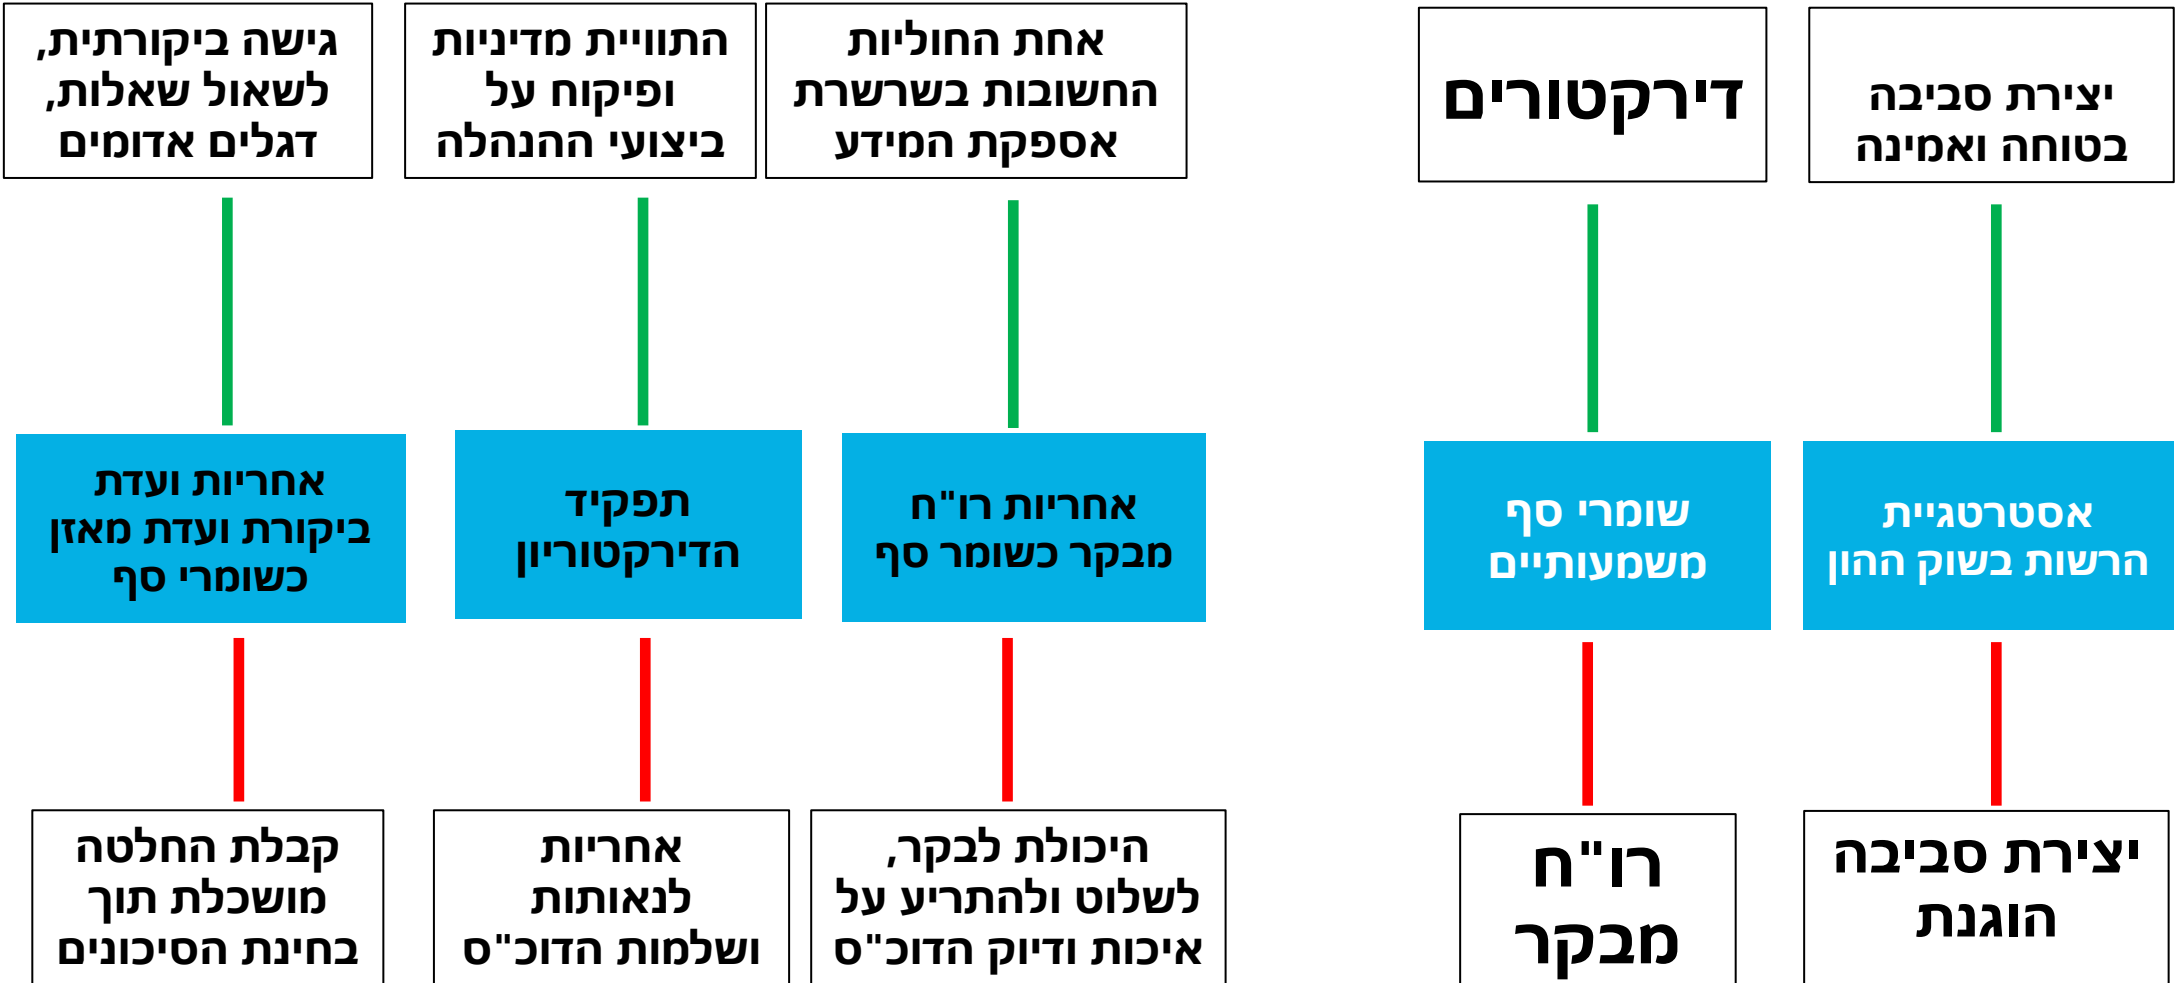 יצירת סביבה
בטוחה ואמינה
דירקטורים
אחת החוליות
החשובות בשרשרת
אספקת המידע
התוויית מדיניות
ופיקוח על
ביצועי ההנהלה
גישה ביקורתית,
לשאול שאלות,
דגלים אדומים
אסטרטגיית
הרשות בשוק ההון
שומרי סף
משמעותיים
אחריות רו"ח
מבקר כשומר סף
תפקיד
הדירקטוריון
אחריות ועדת
ביקורת ועדת מאזן
כשומרי סף
יצירת סביבה
הוגנת
רו"ח
מבקר
היכולת לבקר,
לשלוט ולהתריע על
איכות ודיוק הדוכ"ס
אחריות
לנאותות
ושלמות הדוכ"ס
קבלת החלטה
מושכלת תוך
בחינת הסיכונים